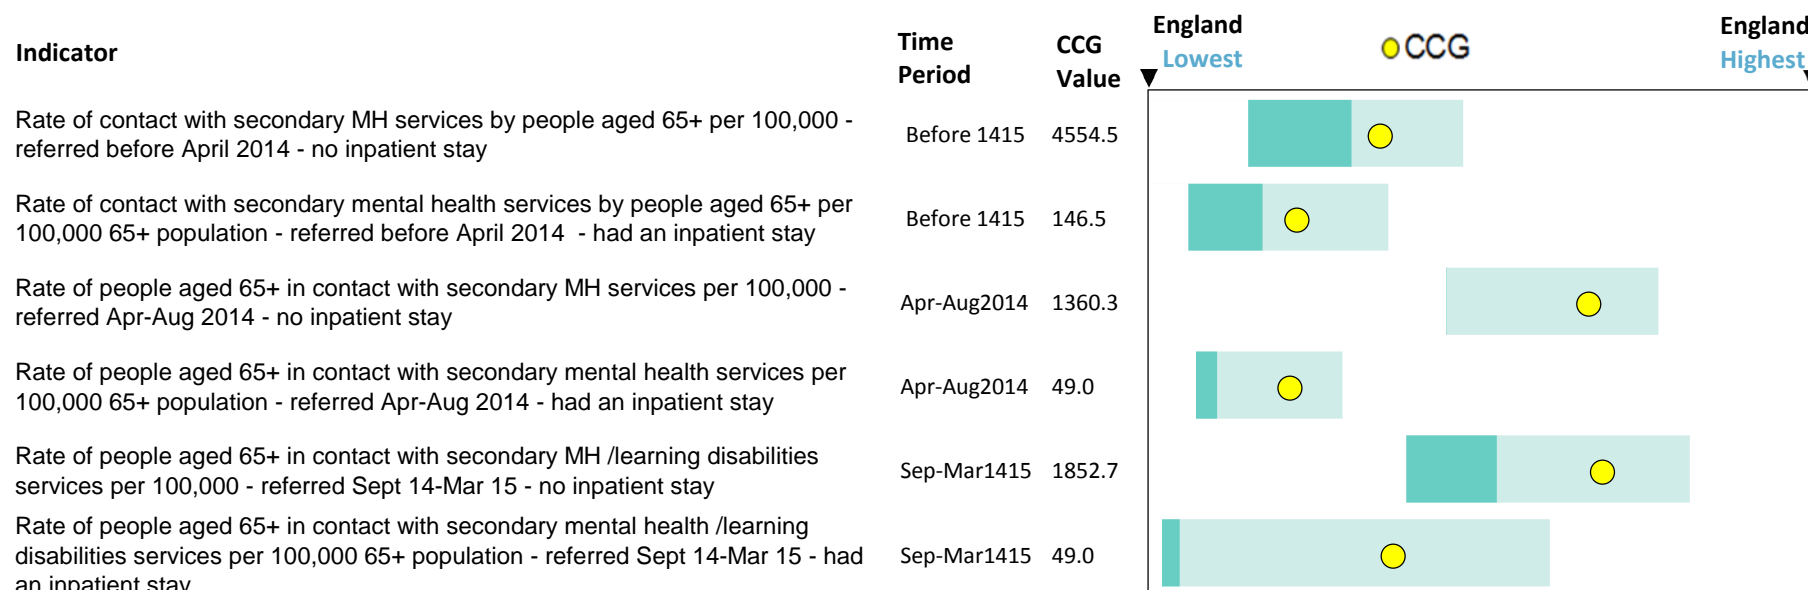 Indicator
Time
Period
CCG
Value
England
Lowest
CCG
England
Highest
Rate of contact with secondary MH services by people aged 65+ per 100,000 -
referred before April 2014 - no inpatient stay
Before 1415
4554.5
Rate of contact with secondary mental health services by people aged 65+ per
100,000 65+ population - referred before April 2014  - had an inpatient stay
Before 1415
146.5
Rate of people aged 65+ in contact with secondary MH services per 100,000 -
referred Apr-Aug 2014 - no inpatient stay
Apr-Aug2014
1360.3
Rate of people aged 65+ in contact with secondary mental health services per
100,000 65+ population - referred Apr-Aug 2014 - had an inpatient stay
Apr-Aug2014
49.0
Rate of people aged 65+ in contact with secondary MH /learning disabilities
services per 100,000 - referred Sept 14-Mar 15 - no inpatient stay
Sep-Mar1415
1852.7
Rate of people aged 65+ in contact with secondary mental health /learning
disabilities services per 100,000 65+ population - referred Sept 14-Mar 15 - had
an inpatient stay
Sep-Mar1415
49.0